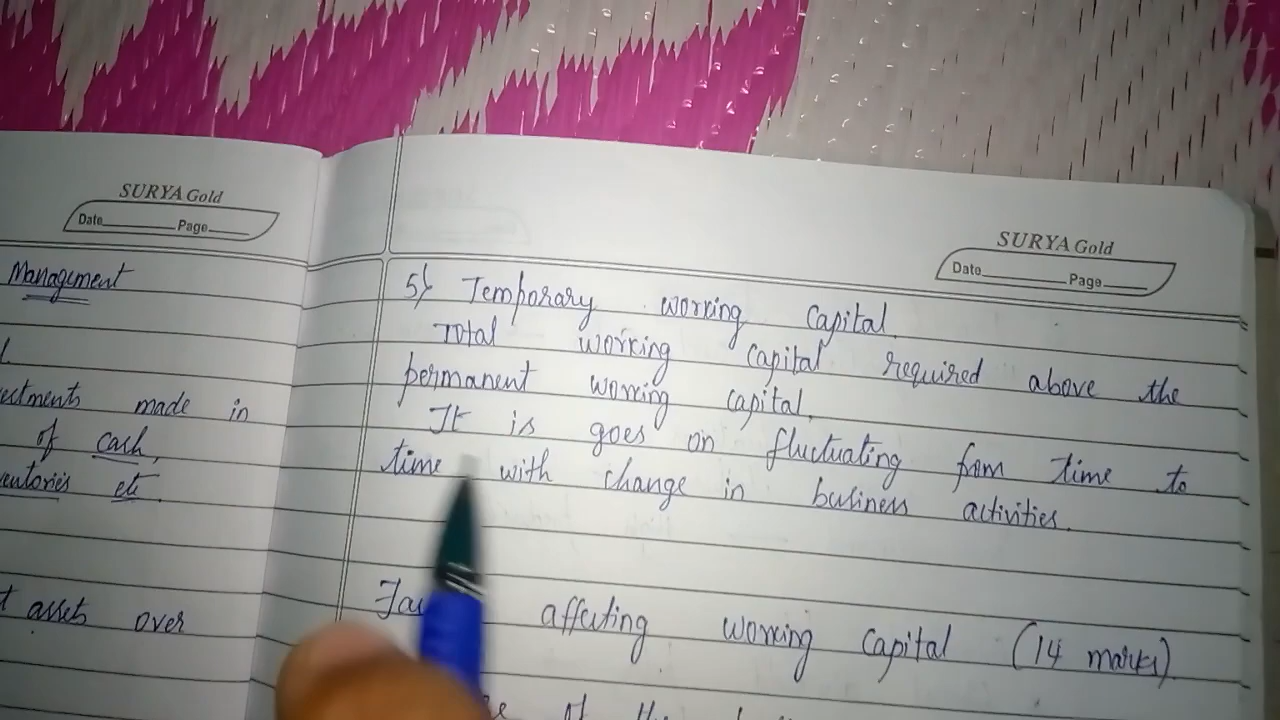 SURYA Gold
Date Page
Management
made in
of cash,
etc.
assets over
SURYA Gold
Date Page
5) Temporary working capital
Total working capital required above the
permanent working capital.
It is goes on fluctuating from time to
time with change in business activities.
affecting working capital (14 marks)
of the